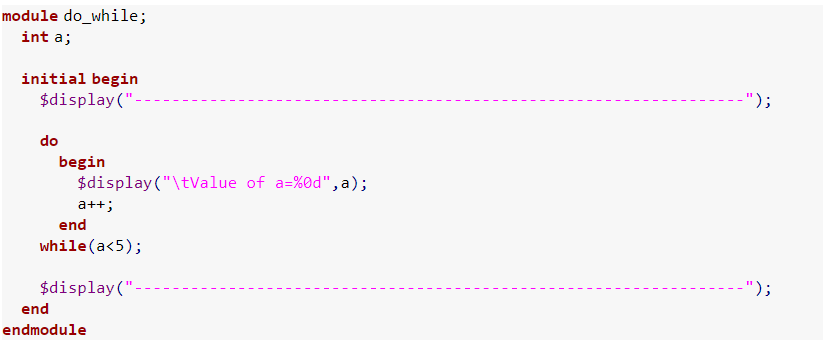 module do_while;
  int a;

  initial begin
    $display("-----------------------------------------------------------------");

    do
      begin
        $display("\tValue of a=%0d",a);
        a++;
      end
    while(a<5);

    $display("-----------------------------------------------------------------");
  end
endmodule